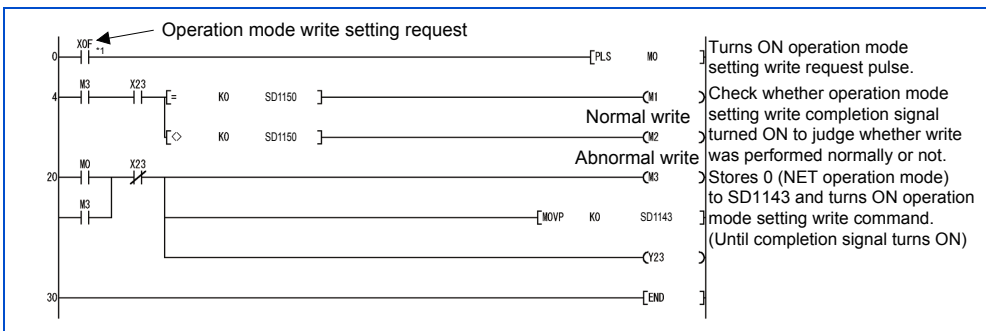 Operation mode write setting request
X0F *1
0 PLS M0
Turns ON operation mode
setting write request pulse.
M3 X23
4 = K0 SD1150 M1
Normal write
<> K0 SD1150 M2
Abnormal write
Check whether operation mode
setting write completion signal
turned ON to judge whether write
was performed normally or not.
M0 X23
20 M3
M3
MOVP K0 SD1143
Y23
Stores 0 (NET operation mode)
to SD1143 and turns ON operation
mode setting write command.
(Until completion signal turns ON)
30 END